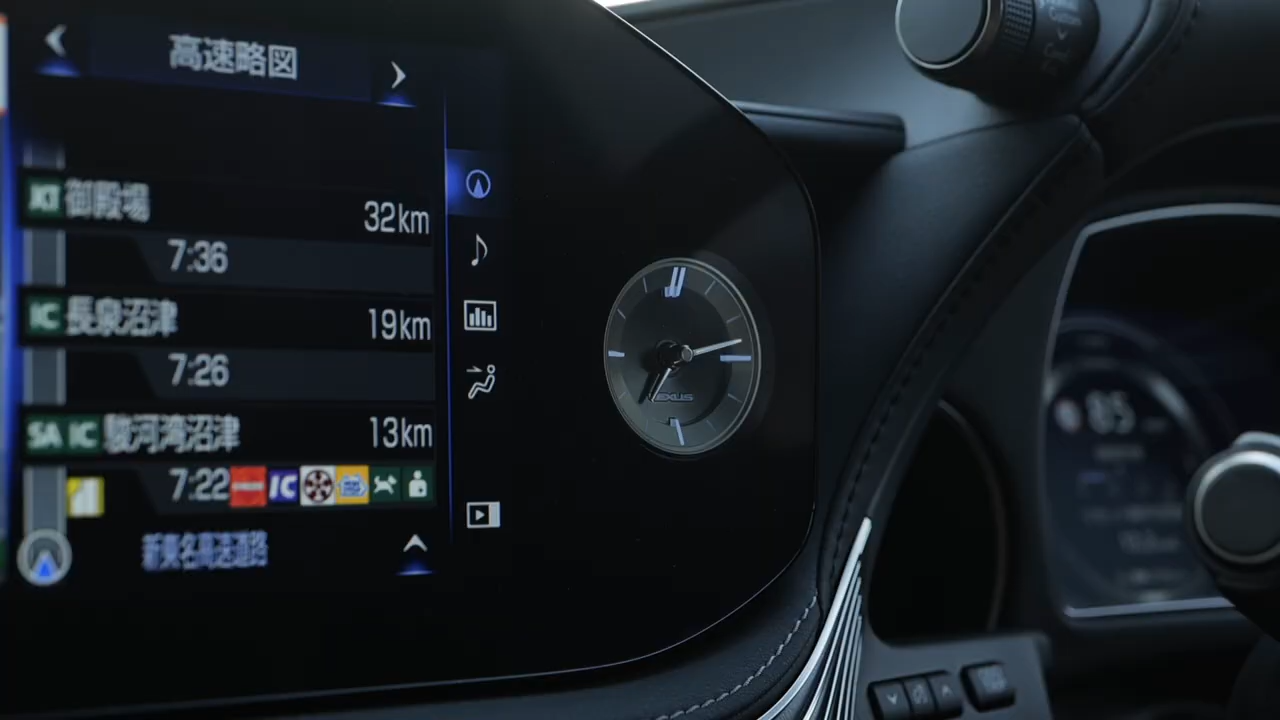 高速略図
JCT 御殿場 32km
7:36
IC 長泉沼津 19km
7:26
SA IC 駿河湾沼津 13km
7:22 IC
新東名高速道路
LEXUS
85